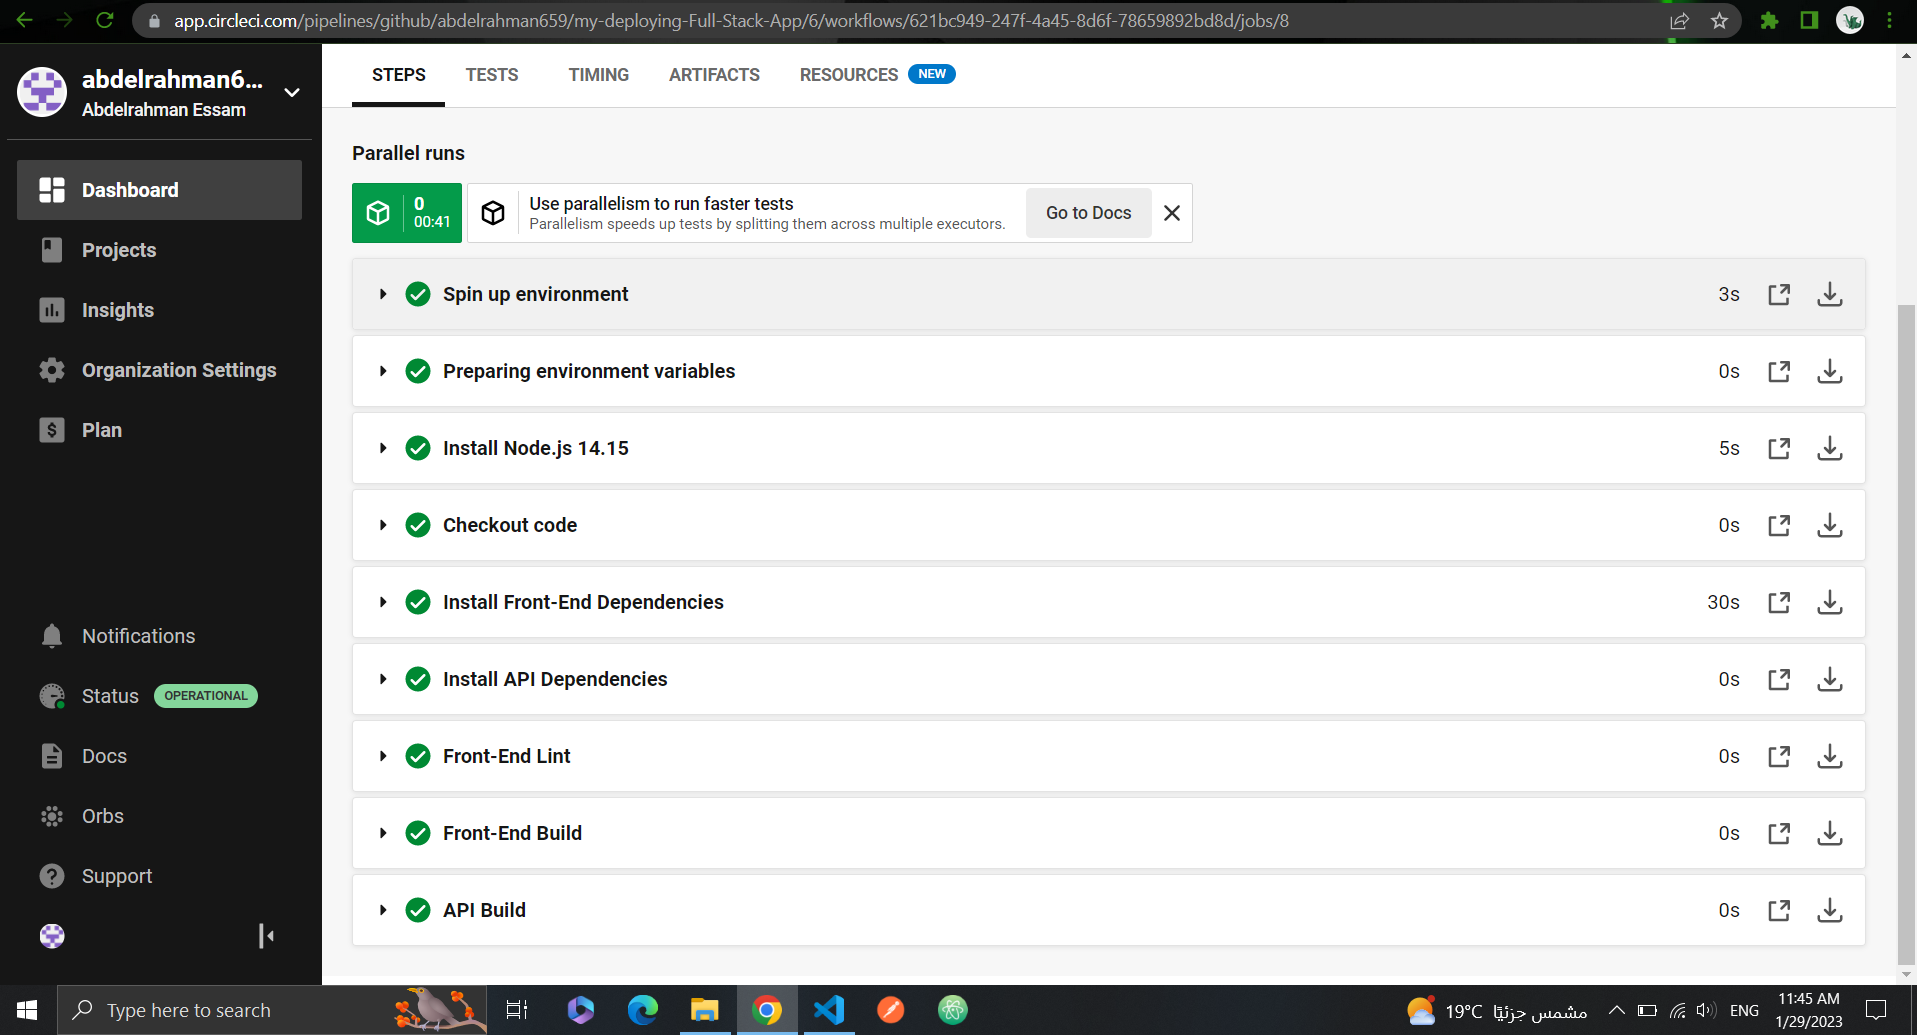 app.circleci.com/pipelines/github/abdelrahman659/my-deploying-Full-Stack-App/6/workflows/621bc949-247f-4a45-8d6f-78659892bd8d/jobs/8
abdelrahman6...
Abdelrahman Essam
Dashboard
Projects
Insights
Organization Settings
Plan
Notifications
Status OPERATIONAL
Docs
Orbs
Support
STEPS TESTS TIMING ARTIFACTS RESOURCES NEW
Parallel runs
0
00:41
Use parallelism to run faster tests
Parallelism speeds up tests by splitting them across multiple executors.
Go to Docs
Spin up environment 3s
Preparing environment variables 0s
Install Node.js 14.15 5s
Checkout code 0s
Install Front-End Dependencies 30s
Install API Dependencies 0s
Front-End Lint 0s
Front-End Build 0s
API Build 0s
Type here to search
19°C مشمس جزئيًا
ENG
11:45 AM
1/29/2023